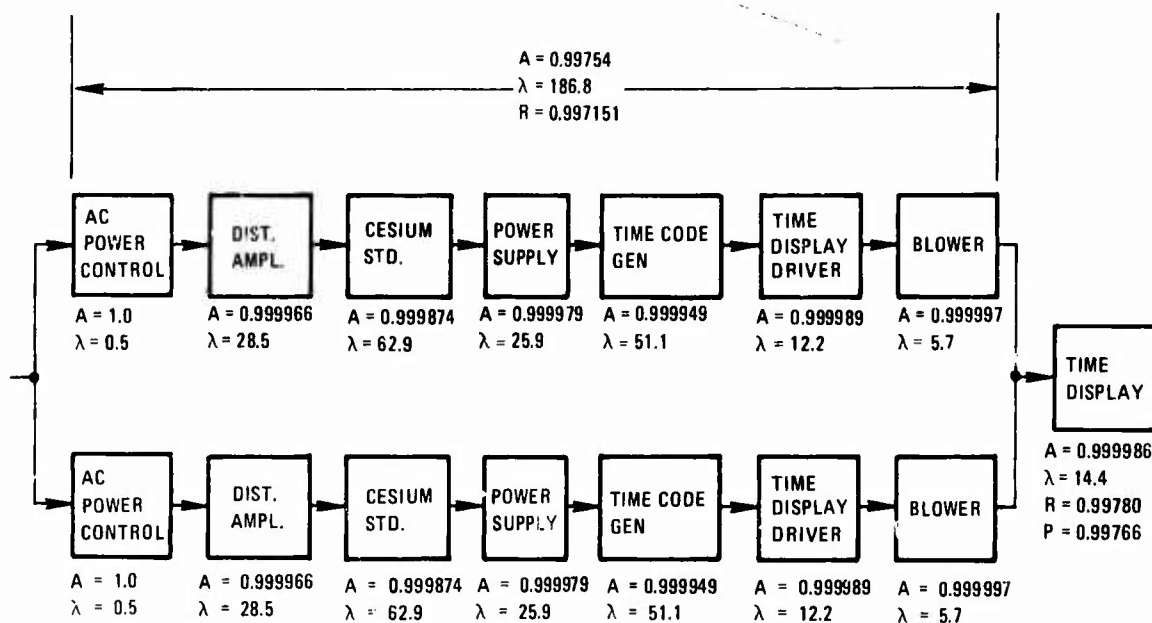 A = 0.99754
λ = 186.8
R = 0.997151
AC
POWER
CONTROL
A = 1.0
λ = 0.5
DIST.
AMPL.
A = 0.999966
λ = 28.5
CESIUM
STD.
A = 0.999874
λ = 62.9
POWER
SUPPLY
A = 0.999979
λ = 25.9
TIME CODE
GEN
A = 0.999949
λ = 51.1
TIME
DISPLAY
DRIVER
A = 0.999989
λ = 12.2
BLOWER
A = 0.999997
λ = 5.7
TIME
DISPLAY
A = 0.999986
λ = 14.4
R = 0.99780
P = 0.99766
AC
POWER
CONTROL
A = 1.0
λ = 0.5
DIST.
AMPL.
A = 0.999966
λ = 28.5
CESIUM
STD.
A = 0.999874
λ = 62.9
POWER
SUPPLY
A = 0.999979
λ = 25.9
TIME CODE
GEN
A = 0.999949
λ = 51.1
TIME
DISPLAY
DRIVER
A = 0.999989
λ = 12.2
BLOWER
A = 0.999997
λ = 5.7